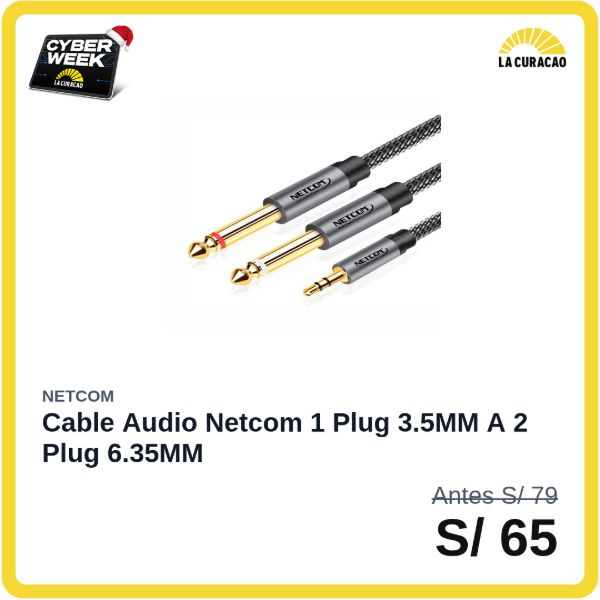 CYBER
WEEK
LA CURACAO
LA CURACAO
NETCOM
NETCOM
NETCOM
NETCOM
Cable Audio Netcom 1 Plug 3.5MM A 2
Plug 6.35MM
Antes S/ 79
S/ 65